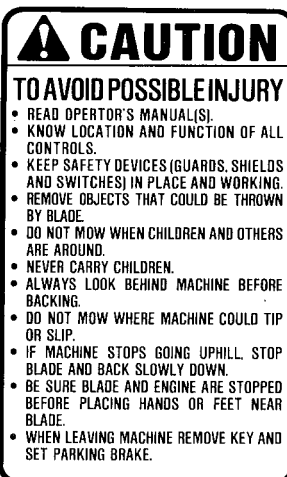 CAUTION
TO AVOID POSSIBLE INJURY
• READ OPERTOR'S MANUAL(S).
• KNOW LOCATION AND FUNCTION OF ALL
CONTROLS.
• KEEP SAFETY DEVICES (GUARDS, SHIELDS
AND SWITCHES) IN PLACE AND WORKING.
• REMOVE OBJECTS THAT COULD BE THROWN
BY BLADE.
• DO NOT MOW WHEN CHILDREN AND OTHERS
ARE AROUND.
• NEVER CARRY CHILDREN.
• ALWAYS LOOK BEHIND MACHINE BEFORE
BACKING.
• DO NOT MOW WHERE MACHINE COULD TIP
OR SLIP.
• IF MACHINE STOPS GOING UPHILL, STOP
BLADE AND BACK SLOWLY DOWN.
• BE SURE BLADE AND ENGINE ARE STOPPED
BEFORE PLACING HANDS OR FEET NEAR
BLADE.
• WHEN LEAVING MACHINE REMOVE KEY AND
SET PARKING BRAKE.